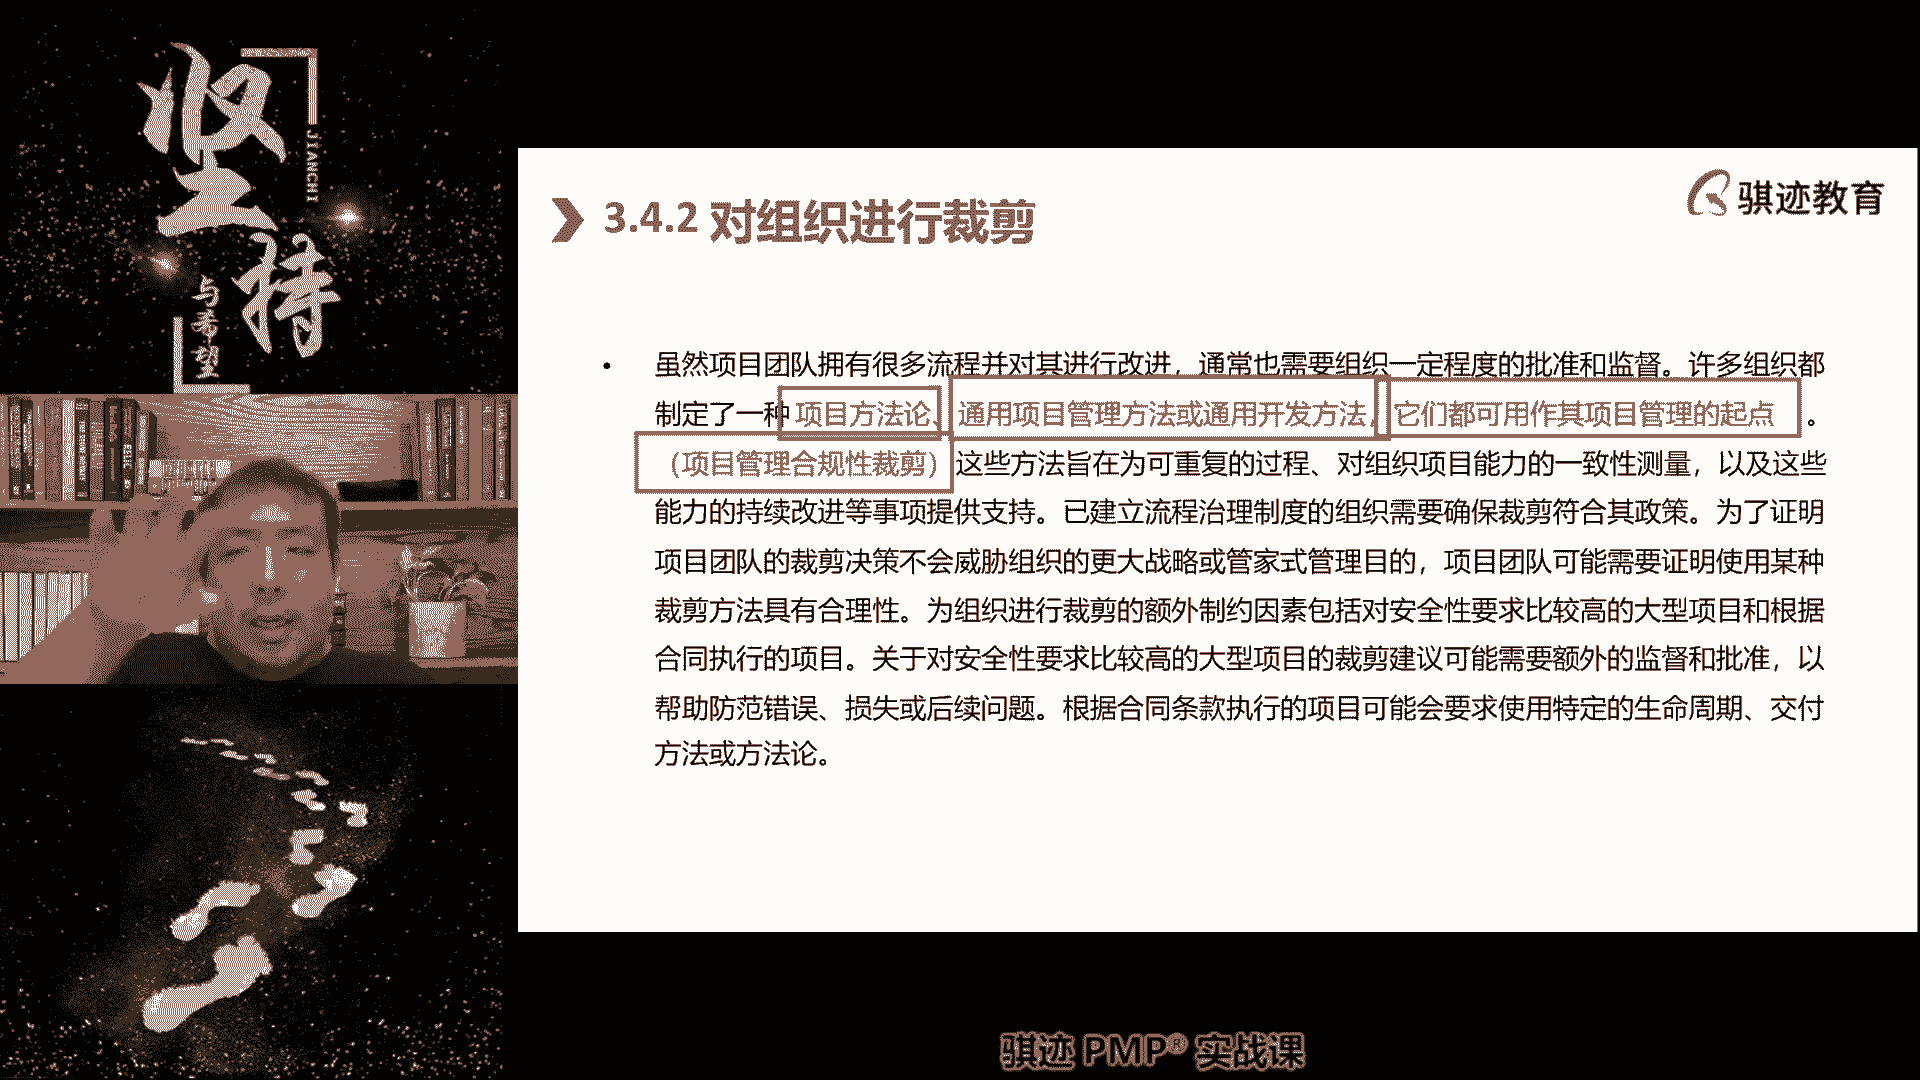 坚持
JIANCHI
与希望
骐迹教育
3.4.2 对组织进行裁剪
• 虽然项目团队拥有很多流程并对其进行改进，通常也需要组织一定程度的批准和监督。许多组织都
制定了一种 项目方法论、通用项目管理方法或通用开发方法，它们都可用作其项目管理的起点 。
（项目管理合规性裁剪）这些方法旨在为可重复的过程、对组织项目能力的一致性测量，以及这些
能力的持续改进等事项提供支持。已建立流程治理制度的组织需要确保裁剪符合其政策。为了证明
项目团队的裁剪决策不会威胁组织的更大战略或管家式管理目的，项目团队可能需要证明使用某种
裁剪方法具有合理性。为组织进行裁剪的额外制约因素包括对安全性要求比较高的大型项目和根据
合同执行的项目。关于对安全性要求比较高的大型项目的裁剪建议可能需要额外的监督和批准，以
帮助防范错误、损失或后续问题。根据合同条款执行的项目可能会要求使用特定的生命周期、交付
方法或方法论。
骐迹 PMP® 实战课